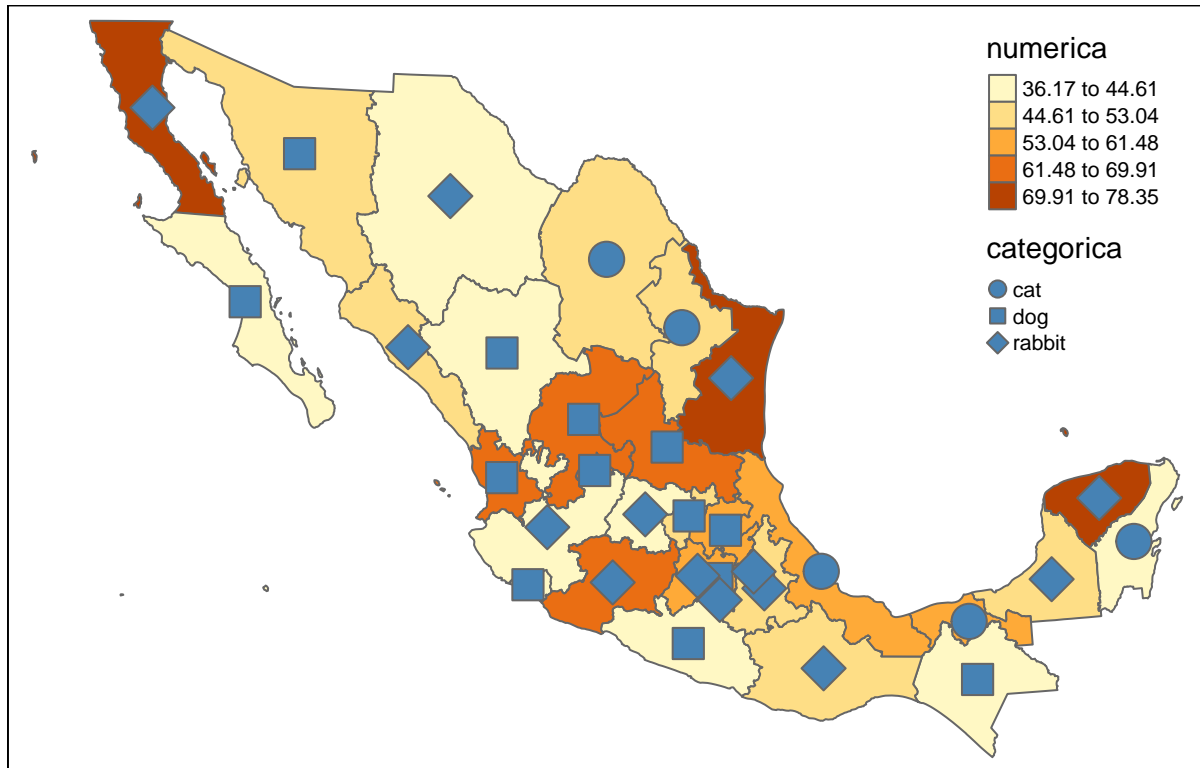 numerica
36.17 to 44.61
44.61 to 53.04
53.04 to 61.48
61.48 to 69.91
69.91 to 78.35
categorica
cat
dog
rabbit